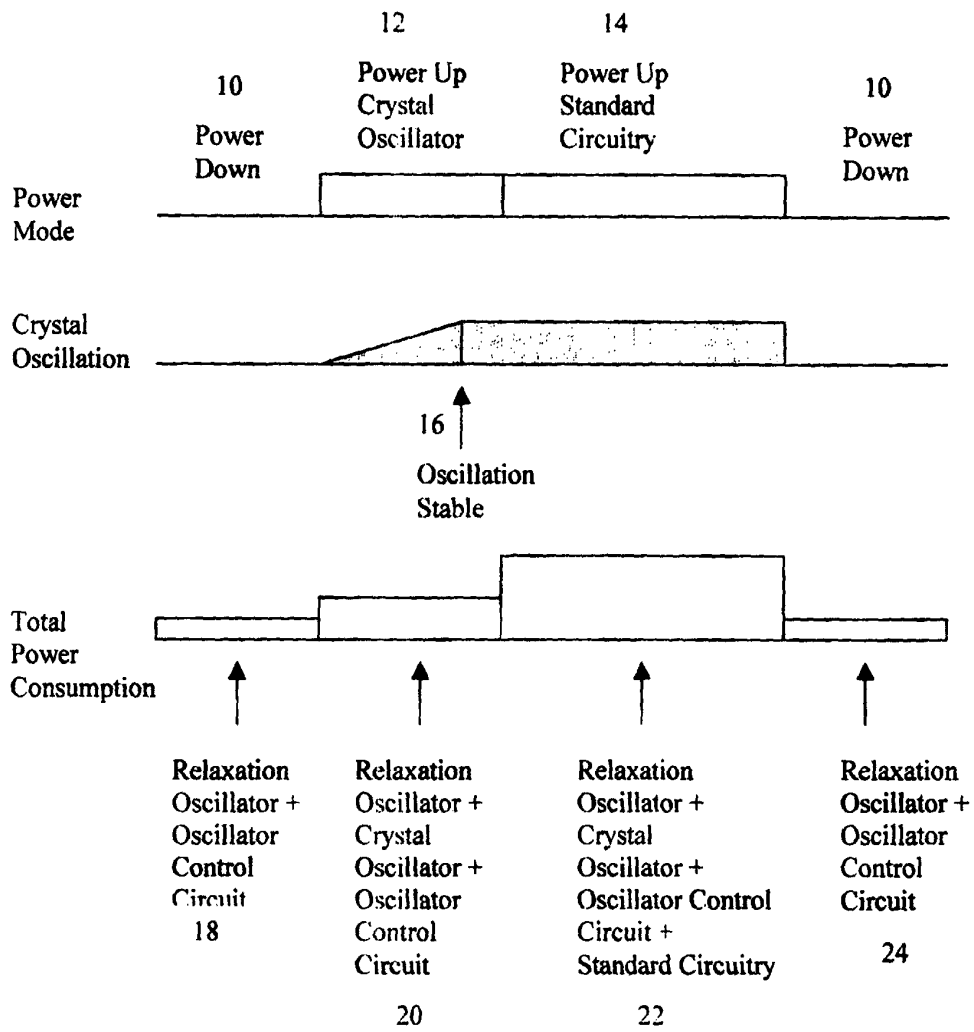 12
14
10
Power Up
Crystal
Oscillator
Power Up
Standard
Circuitry
10
Power
Down
Power
Down
Power
Mode
Crystal
Oscillation
16
Oscillation
Stable
Total
Power
Consumption
Relaxation
Oscillator +
Oscillator
Control
Circuit
18
Relaxation
Oscillator +
Crystal
Oscillator +
Oscillator
Control
Circuit
20
Relaxation
Oscillator +
Crystal
Oscillator +
Oscillator Control
Circuit +
Standard Circuitry
22
Relaxation
Oscillator +
Oscillator
Control
Circuit
24